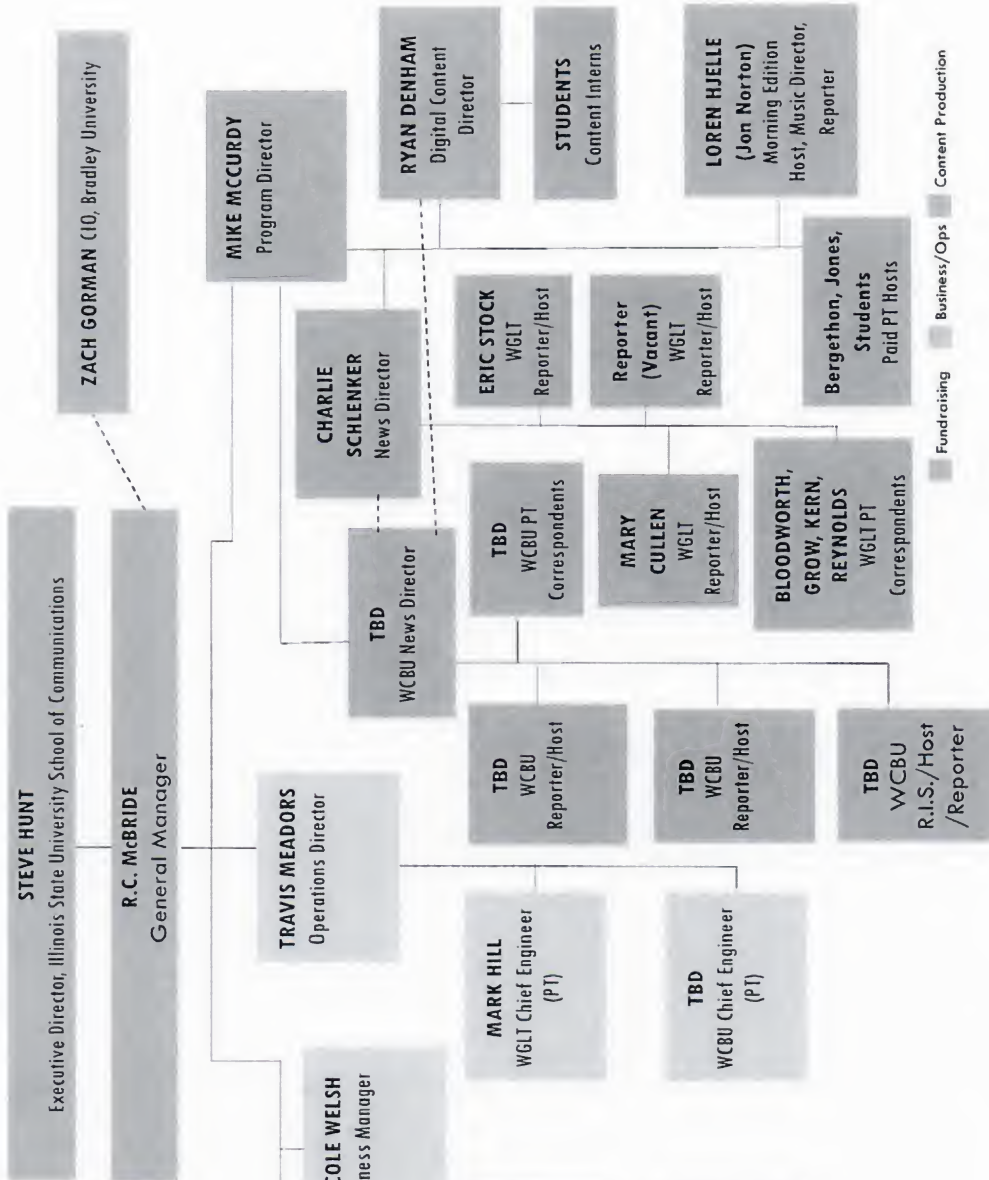 STEVE HUNT
Executive Director, Illinois State University School of Communications
R.C. McBRIDE
General Manager
ZACH GORMAN CIO, Bradley University
COLE WELSH
ness Manager
TRAVIS MEADORS
Operations Director
MARK HILL
WGLT Chief Engineer
(PT)
TBD
WCBU Chief Engineer
(PT)
MIKE MCCURDY
Program Director
TBD
WCBU News Director
TBD
WCBU
Reporter/Host
TBD
WCBU
Reporter/Host
TBD
WCBU
R.I.S./Host
/Reporter
TBD
WCBU PT
Correspondents
CHARLIE
SCHLENKER
News Director
ERIC STOCK
WGLT
Reporter/Host
Reporter
(Vacant)
WGLT
Reporter/Host
MARY
CULLEN
WGLT
Reporter/Host
BLOODWORTH,
GROW, KERN,
REYNOLDS
WGLT PT
Correspondents
RYAN DENHAM
Digital Content
Director
STUDENTS
Content Interns
LOREN HJELLE
(Jon Norton)
Morning Edition
Host, Music Director,
Reporter
Bergethon, Jones,
Students
Paid PT Hosts
Fundraising
Business/Ops
Content Production